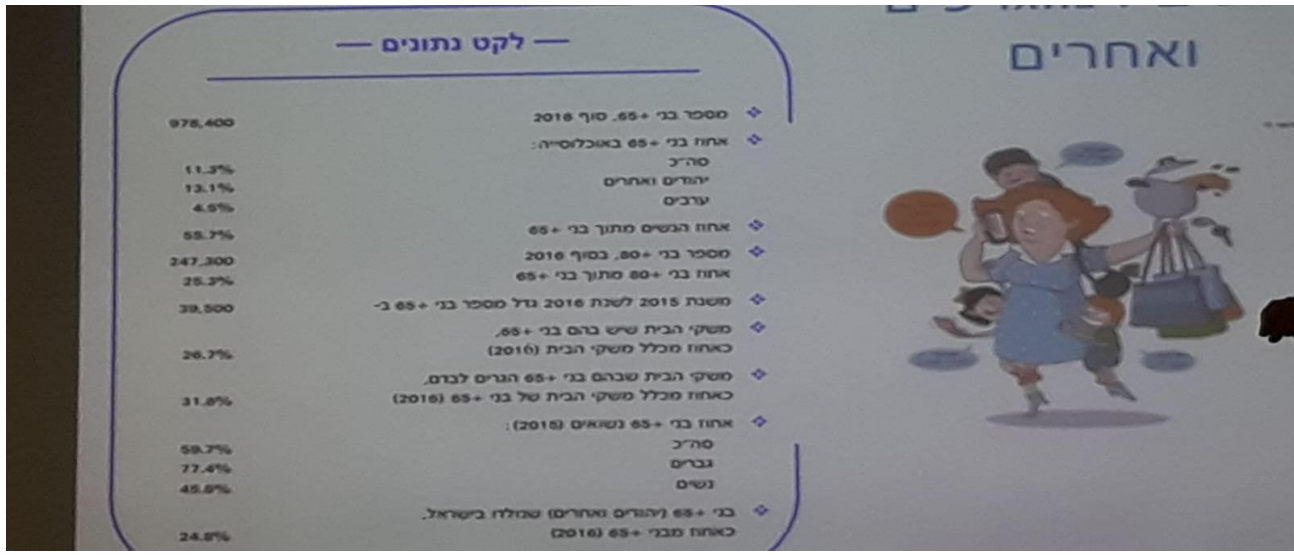 ואחרים
— לקט נתונים —
מספר בני +65, סוף 2016 978,400
אחוז בני +65 באוכלוסייה:
סה״כ 11.3%
יהודים ואחרים 13.1%
ערבים 4.5%
אחוז הנשים מתוך בני +65 55.7%
מספר בני +80, בסוף 2016 247,300
אחוז בני +80 מתוך בני +65 25.3%
משנת 2015 לשנת 2016 גדל מספר בני +65 ב- 39,500
משקי הבית שיש בהם בני +65,
כאחוז מכלל משקי הבית (2016) 26.7%
משקי הבית שבהם בני +65 הגרים לבדם,
כאחוז מכלל משקי הבית של בני +65 (2016) 31.8%
אחוז בני +65 נשואים (2015):
סה״כ 59.7%
גברים 77.4%
נשים 45.8%
בני +65 (יהודים ואחרים) שנולדו בישראל,
כאחוז מבני +65 (2016) 24.8%